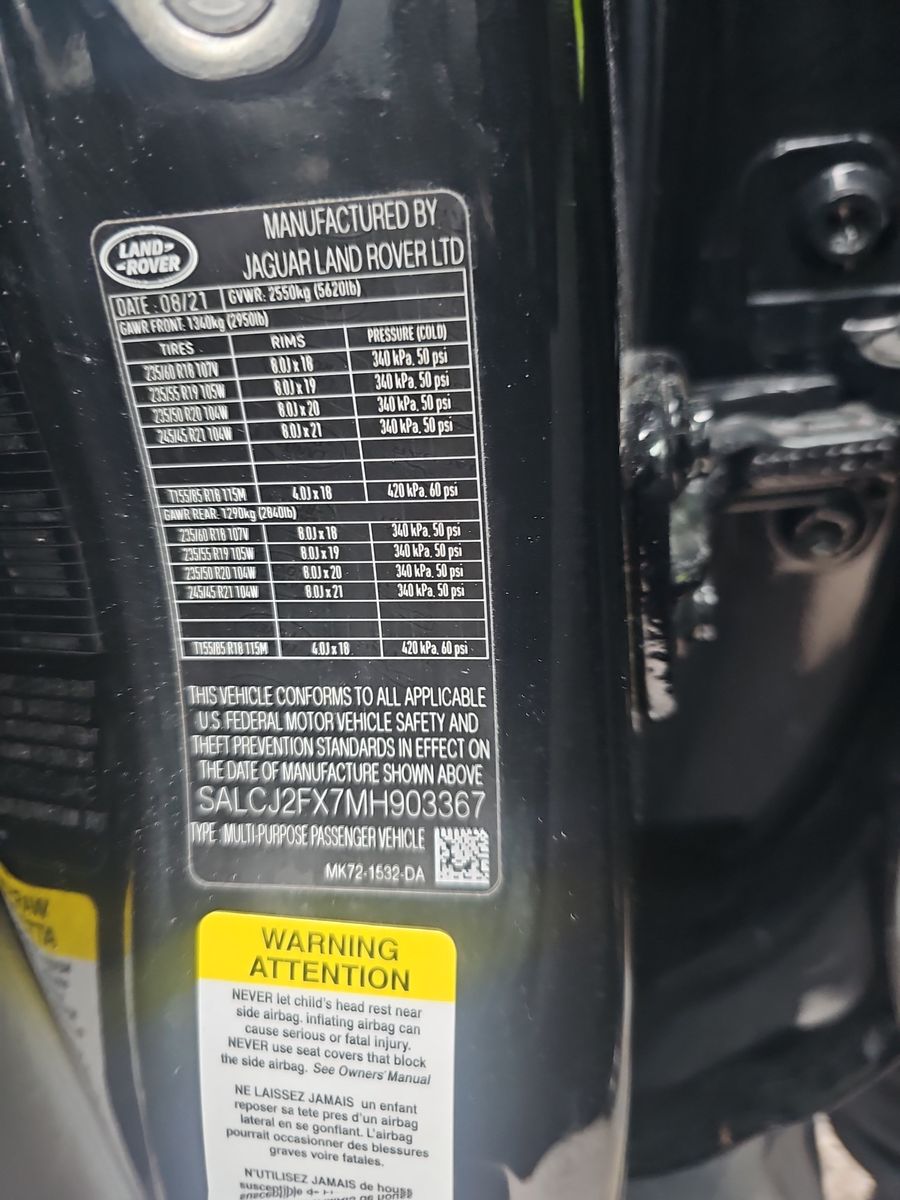 LAND-
-ROVER
MANUFACTURED BY
JAGUAR LAND ROVER LTD
DATE : 08/21 GVWR: 2550kg (5620lb)
GAWR FRONT: 1340kg (2950lb)
TIRES RIMS PRESSURE (COLD)
235/60 R18 107V 8.0J x 18 340 kPa, 50 psi
235/55 R19 105W 8.0J x 19 340 kPa, 50 psi
235/50 R20 104W 8.0J x 20 340 kPa, 50 psi
245/45 R21 104W 8.0J x 21 340 kPa, 50 psi
T155/85 R18 115M 4.0J x 18 420 kPa, 60 psi
GAWR REAR: 1290kg (2840lb)
235/60 R18 107V 8.0J x 18 340 kPa, 50 psi
235/55 R19 105W 8.0J x 19 340 kPa, 50 psi
235/50 R20 104W 8.0J x 20 340 kPa, 50 psi
245/45 R21 104W 8.0J x 21 340 kPa, 50 psi
T155/85 R18 115M 4.0J x 18 420 kPa, 60 psi
THIS VEHICLE CONFORMS TO ALL APPLICABLE
U.S. FEDERAL MOTOR VEHICLE SAFETY AND
THEFT PREVENTION STANDARDS IN EFFECT ON
THE DATE OF MANUFACTURE SHOWN ABOVE
SALCJ2FX7MH903367
TYPE : MULTI-PURPOSE PASSENGER VEHICLE
MK72-1532-DA
WARNING
ATTENTION
NEVER let child's head rest near
side airbag. inflating airbag can
cause serious or fatal injury.
NEVER use seat covers that block
the side airbag. See Owners' Manual
NE LAISSEZ JAMAIS un enfant
reposer sa tete pres d'un airbag
lateral en se gonflant. L'airbag
pourrait occasionner des blessures
graves voire fatales.
N'UTILISEZ JAMAIS de houss